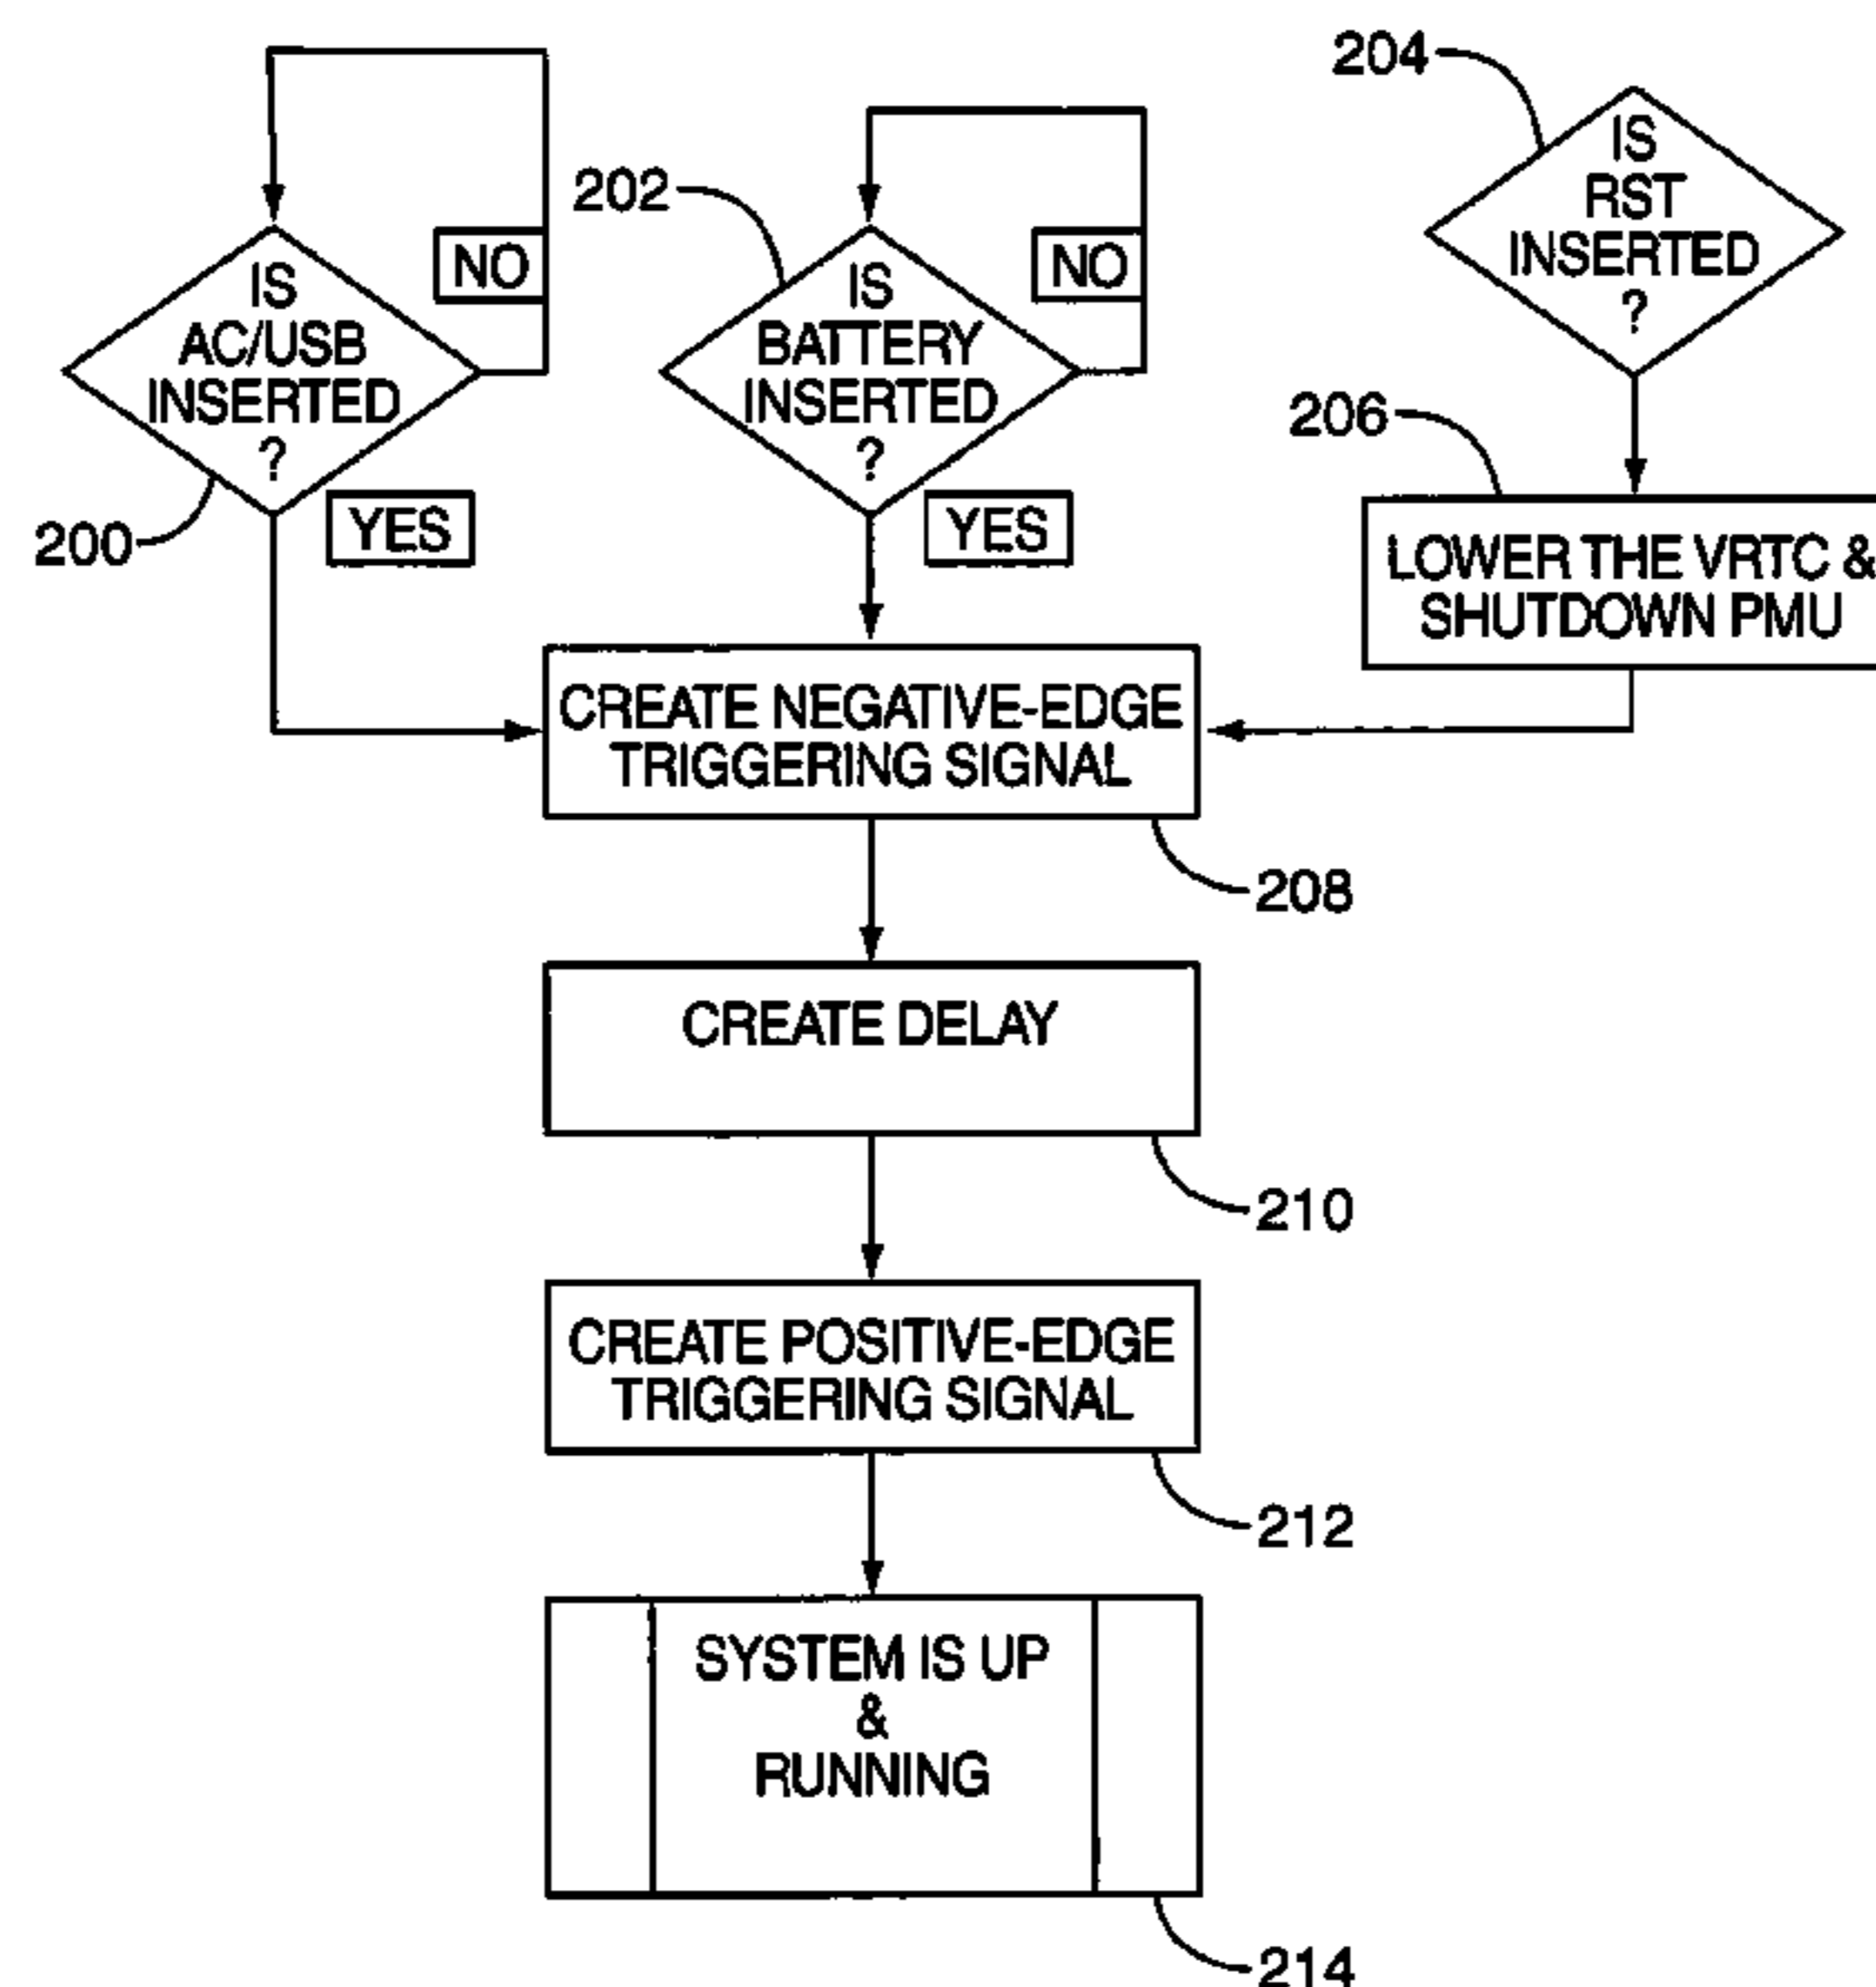 204
IS
RST
INSERTED
?
202
NO
NO
IS
AC/USB
INSERTED
?
IS
BATTERY
INSERTED
?
206
200
YES
YES
LOWER THE VRTC &
SHUTDOWN PMU
CREATE NEGATIVE-EDGE
TRIGGERING SIGNAL
208
CREATE DELAY
210
CREATE POSITIVE-EDGE
TRIGGERING SIGNAL
212
SYSTEM IS UP
&
RUNNING
214